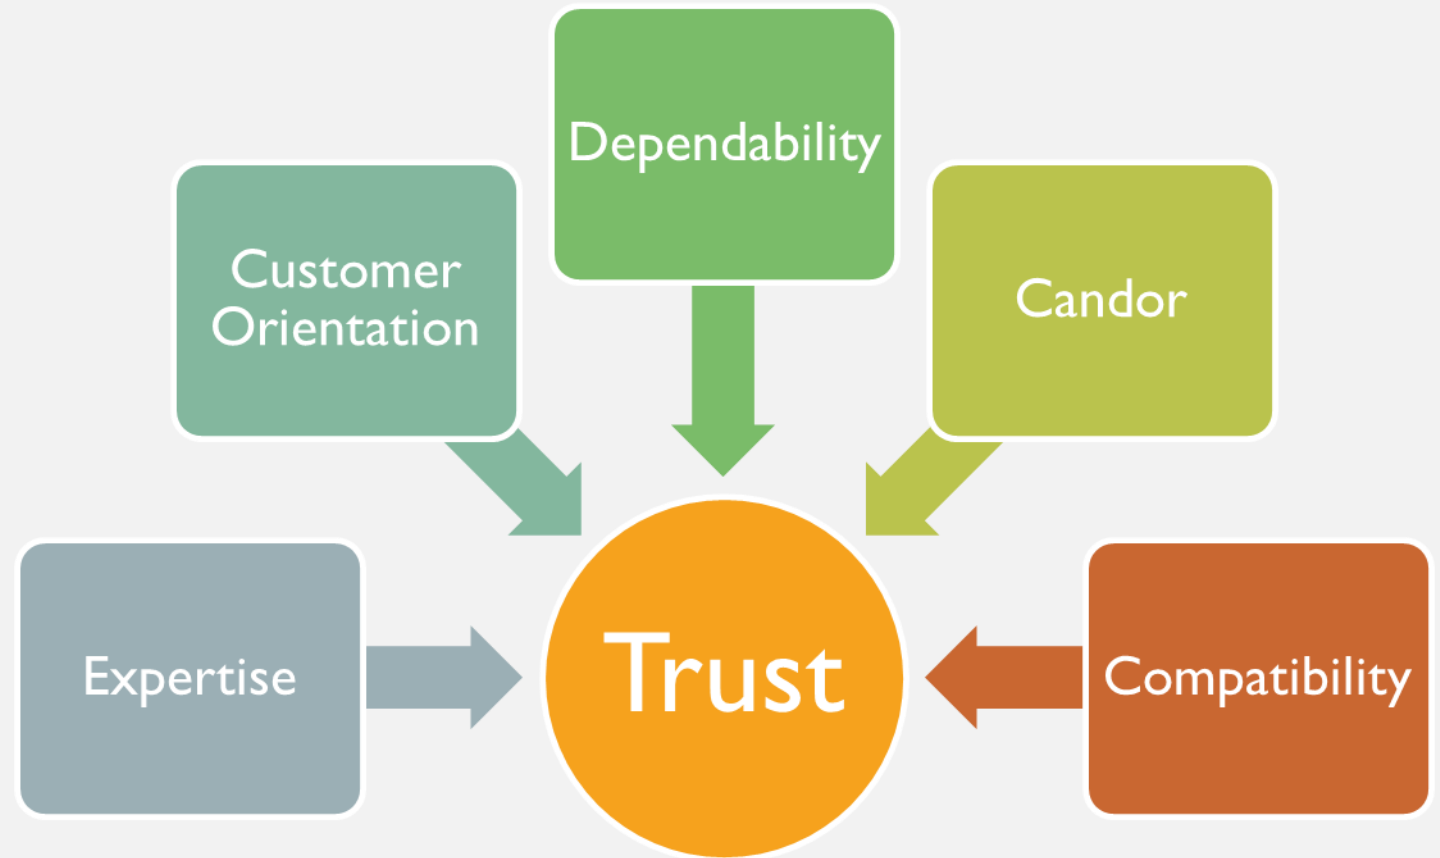 Dependability
Customer
Orientation
Candor
Expertise
Trust
Compatibility